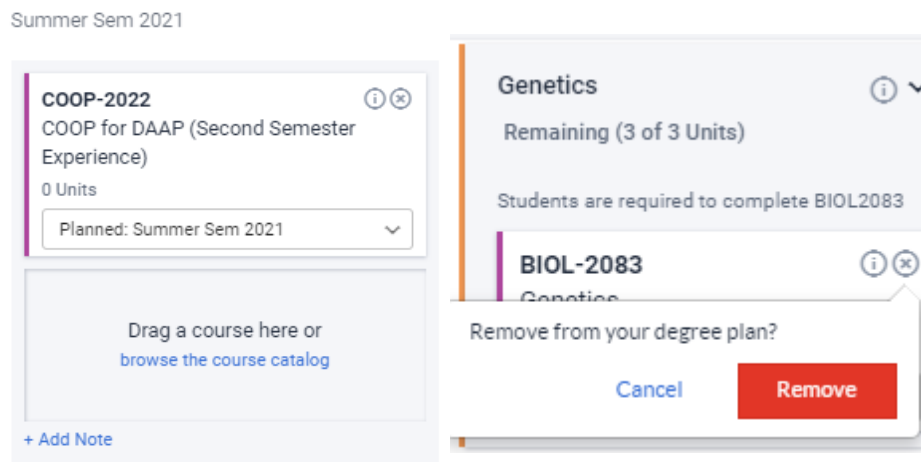 Summer Sem 2021
COOP-2022
COOP for DAAP (Second Semester
Experience)
0 Units
Planned: Summer Sem 2021
Drag a course here or
browse the course catalog
+ Add Note
Genetics
Remaining (3 of 3 Units)
Students are required to complete BIOL2083
BIOL-2083
Genetics
Remove from your degree plan?
Cancel
Remove